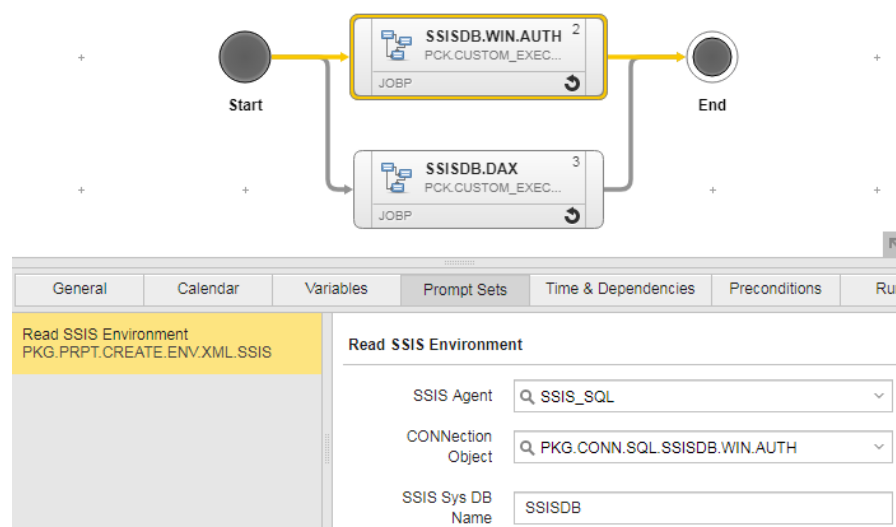 SSISDB.WIN.AUTH 2
PCK.CUSTOM_EXEC...
JOBP
Start
End
SSISDB.DAX 3
PCK.CUSTOM_EXEC...
JOBP
General Calendar Variables Prompt Sets Time & Dependencies Preconditions Ru
Read SSIS Environment
PKG.PRPT.CREATE.ENV.XML.SSIS
Read SSIS Environment
SSIS Agent SSIS_SQL
CONNection
Object PKG.CONN.SQL.SSISDB.WIN.AUTH
SSIS Sys DB
Name SSISDB